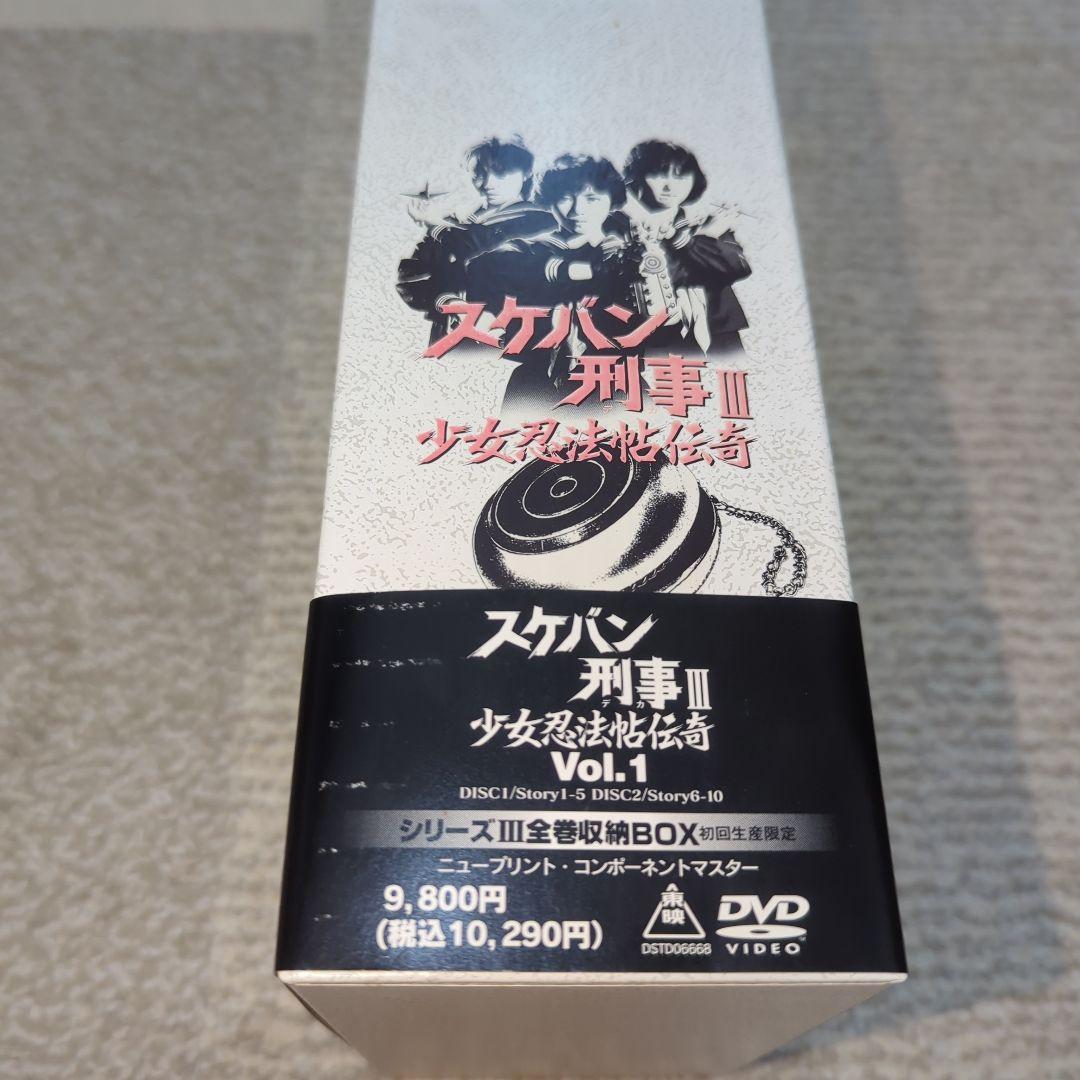 スケバン
刑事III
少女忍法帖伝奇
スケバン
刑事III
デカ
少女忍法帖伝奇
Vol.1
DISC1/Story1-5 DISC2/Story6-10
シリーズIII全巻収納BOX初回生産限定
ニュープリント・コンポーネントマスター
9,800円
(税込10,290円)
東映
DSTD06668
DVD
VIDEO